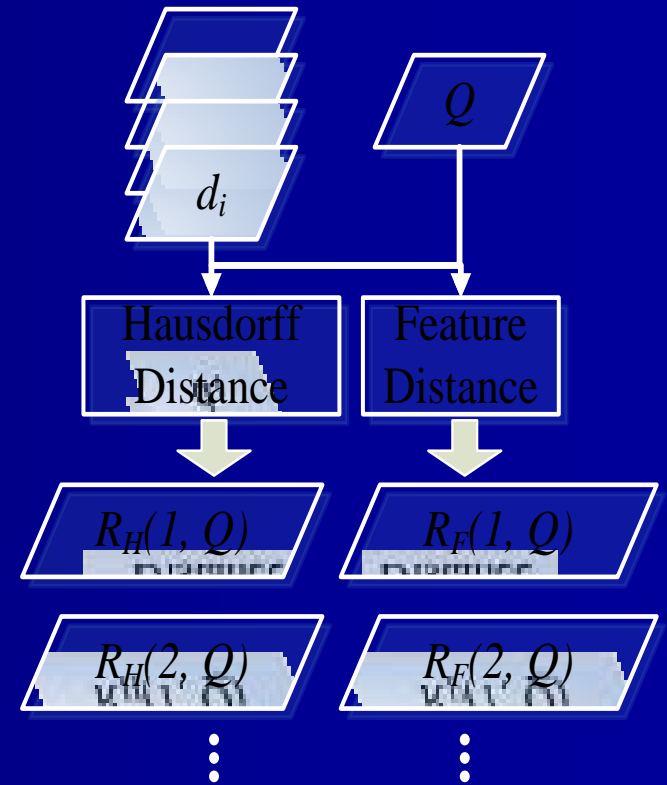 Q
d_i
Hausdorff
Distance
Feature
Distance
R_H(1, Q)
R_F(1, Q)
R_H(2, Q)
R_F(2, Q)